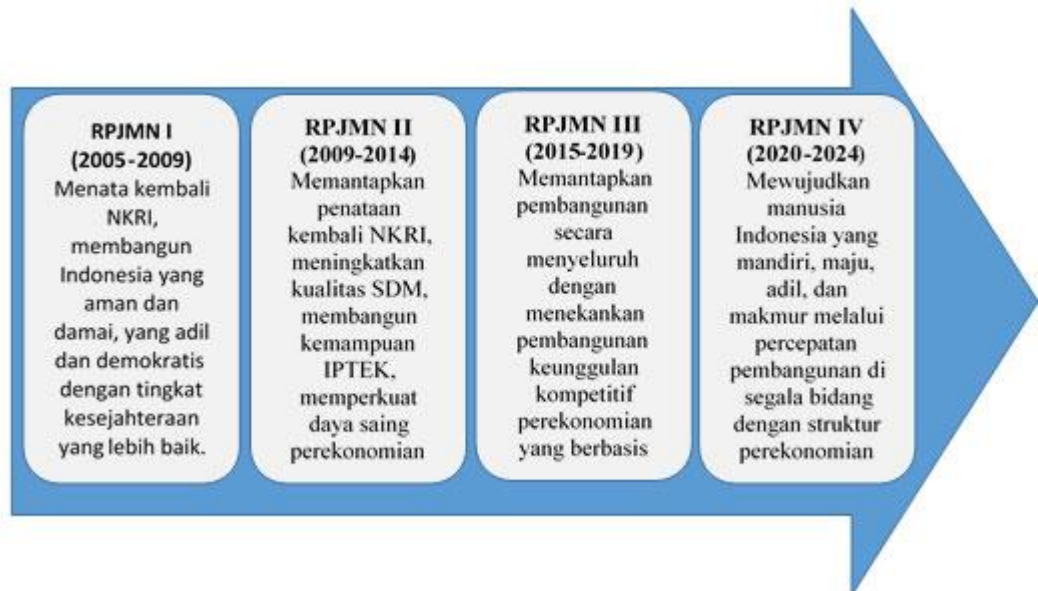 RPJMN I
(2005-2009)
Menata kembali
NKRI,
membangun
Indonesia yang
aman dan
damai, yang adil
dan demokratis
dengan tingkat
kesejahteraan
yang lebih baik.
RPJMN II
(2009-2014)
Memantapkan
penataan
kembali NKRI,
meningkatkan
kualitas SDM,
membangun
kemampuan
IPTEK,
memperkuat
daya saing
perekonomian
RPJMN III
(2015-2019)
Memantapkan
pembangunan
secara
menyeluruh
dengan
menekankan
pembangunan
keunggulan
kompetitif
perekonomian
yang berbasis
RPJMN IV
(2020-2024)
Mewujudkan
manusia
Indonesia yang
mandiri, maju,
adil, dan
makmur melalui
percepatan
pembangunan di
segala bidang
dengan struktur
perekonomian